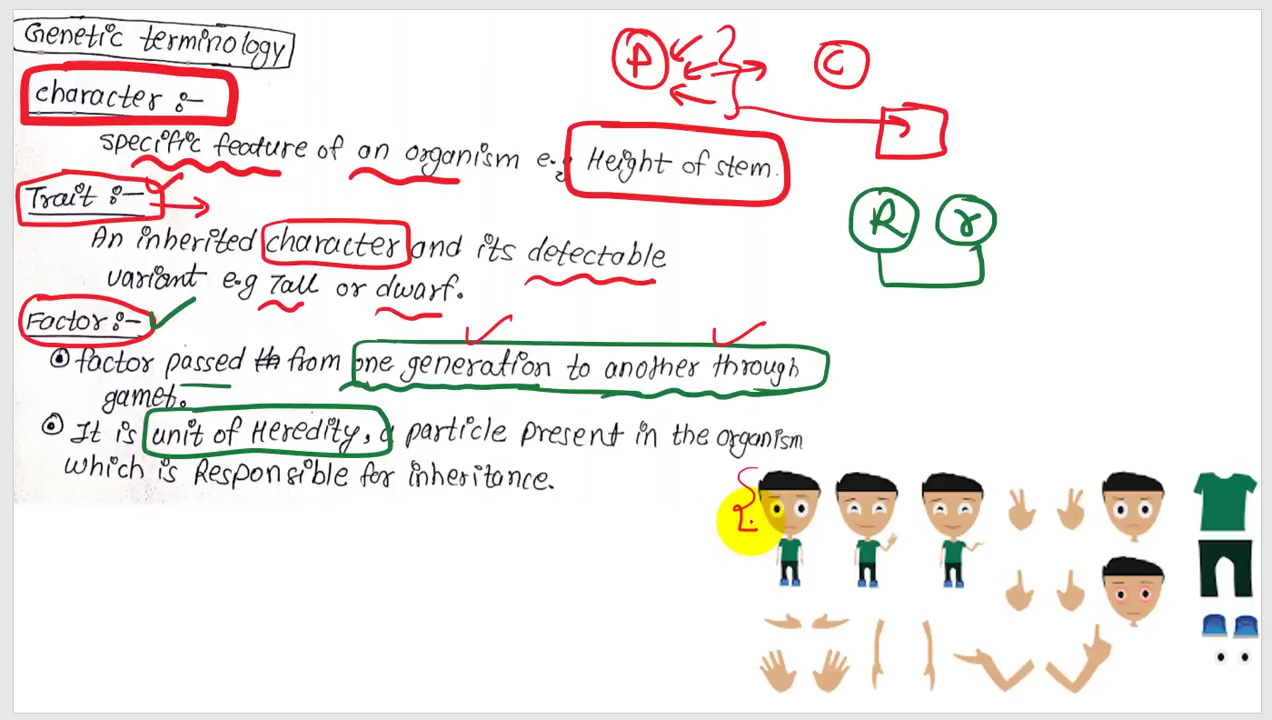 Genetic terminology
character :-
specific feature of an organism e.g Height of stem.
Trait :-
An inherited character and its detectable
variant e.g Tall or dwarf.
Factor :-
factor passed from one generation to another through
gamet.
It is unit of Heredity, a particle present in the organism
which is Responsible for inheritance.
P C
R r